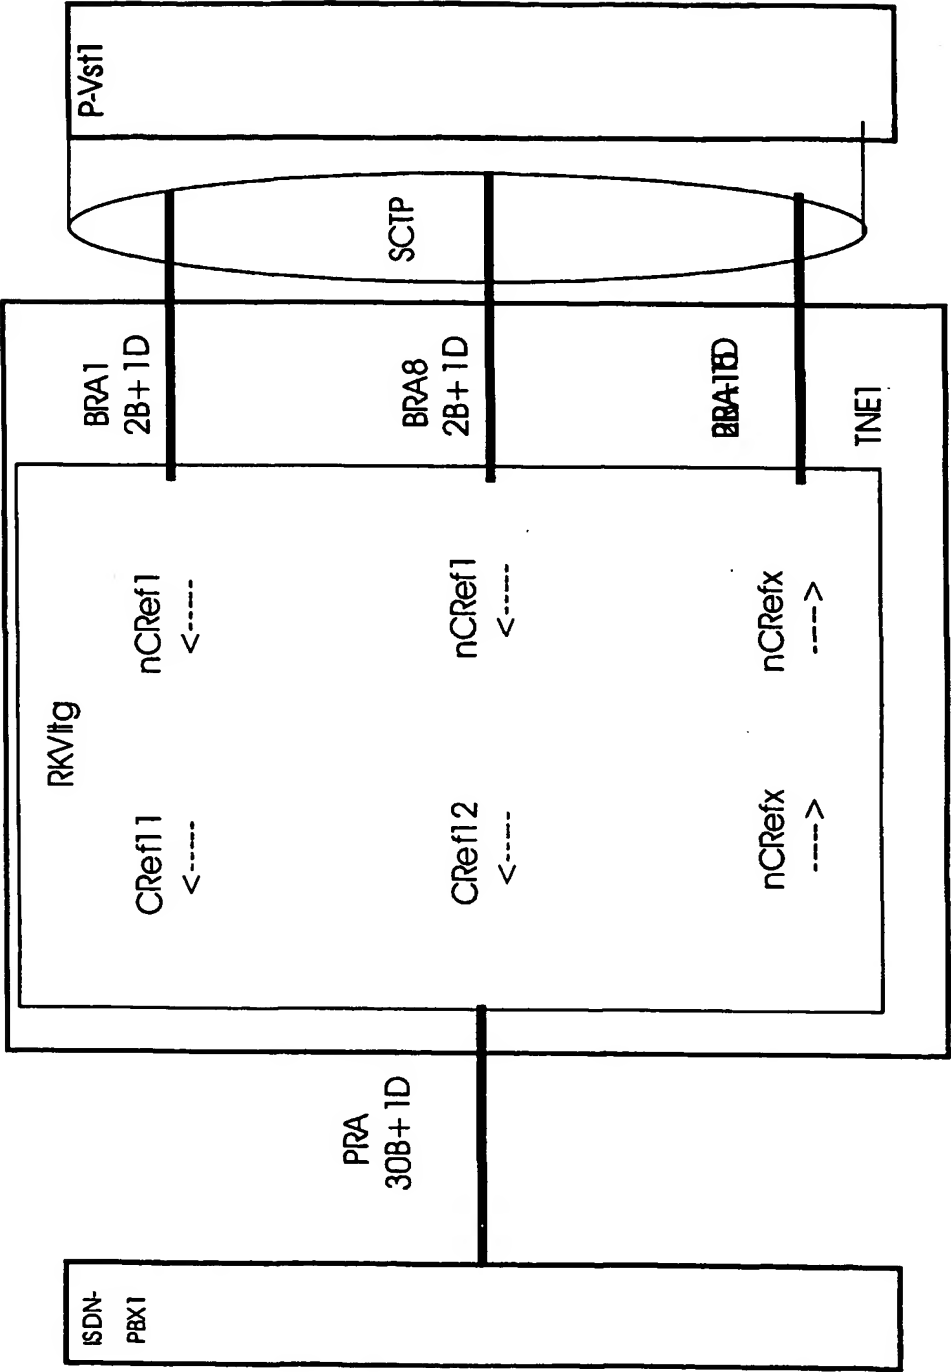 ISDN-
PBX1
PRA
30B+1D
RKVltg
CRef11
<-----
nCRef1
<-----
CRef12
<-----
nCRef1
<-----
nCRefx
----->
nCRefx
----->
BRA1
2B+1D
BRA8
2B+1D
TNE1
SCTP
P-Vst1